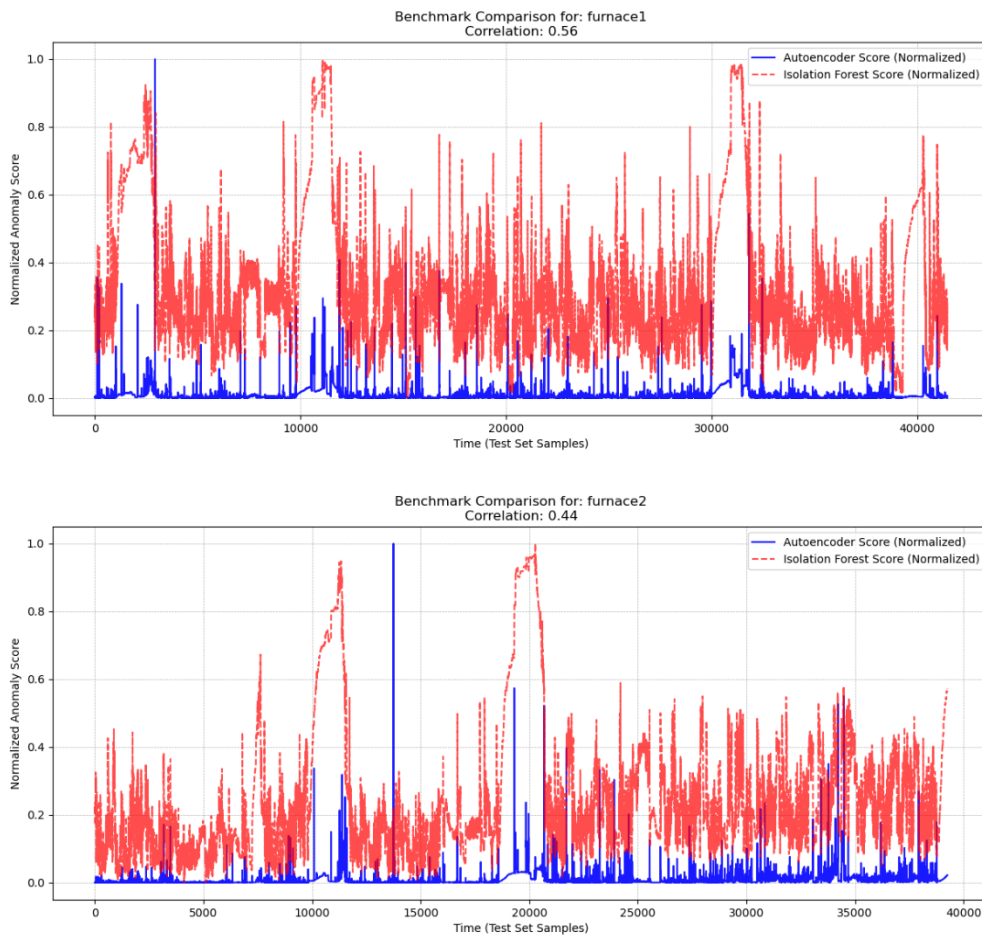 Benchmark Comparison for: furnace1
Correlation: 0.56
Normalized Anomaly Score
1.0
0.8
0.6
0.4
0.2
0.0
Autoencoder Score (Normalized)
Isolation Forest Score (Normalized)
0 10000 20000 30000 40000
Time (Test Set Samples)
Benchmark Comparison for: furnace2
Correlation: 0.44
Normalized Anomaly Score
1.0
0.8
0.6
0.4
0.2
0.0
Autoencoder Score (Normalized)
Isolation Forest Score (Normalized)
0 5000 10000 15000 20000 25000 30000 35000 40000
Time (Test Set Samples)